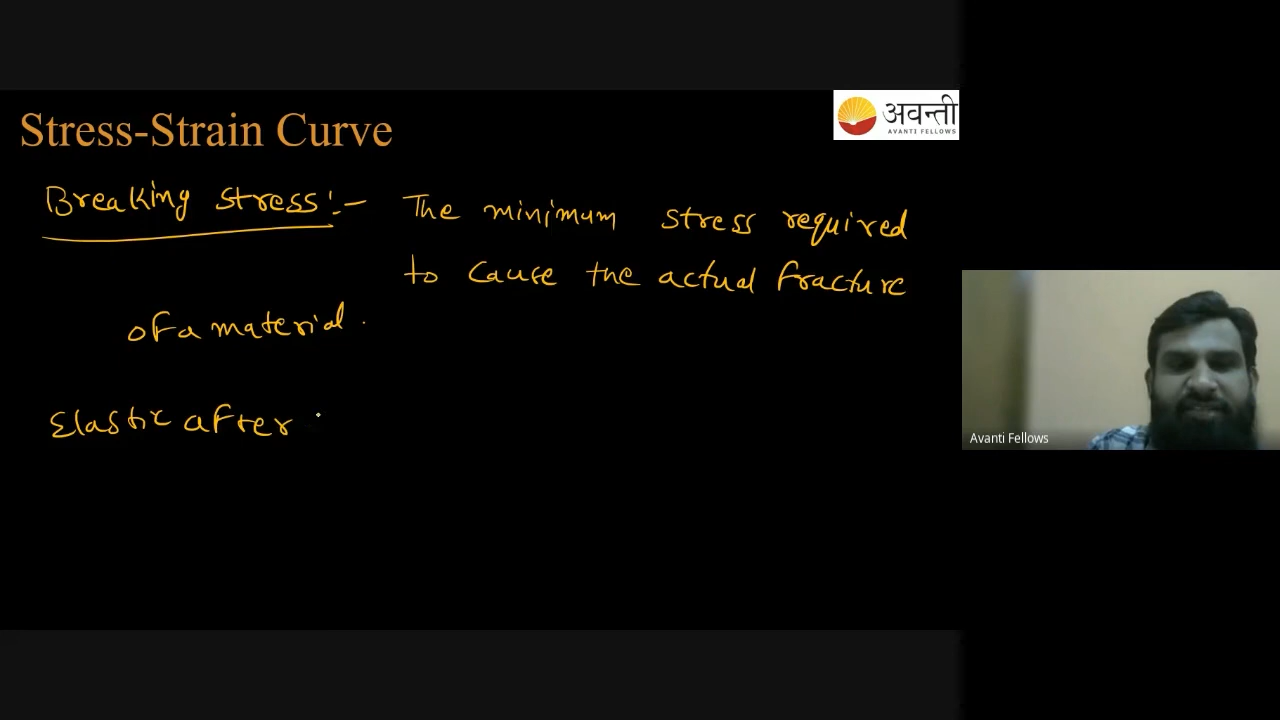 Stress-Strain Curve
अवन्ती
AVANTI FELLOWS
Breaking stress :- The minimum stress required
to cause the actual fracture
of a material .
Elastic after
Avanti Fellows